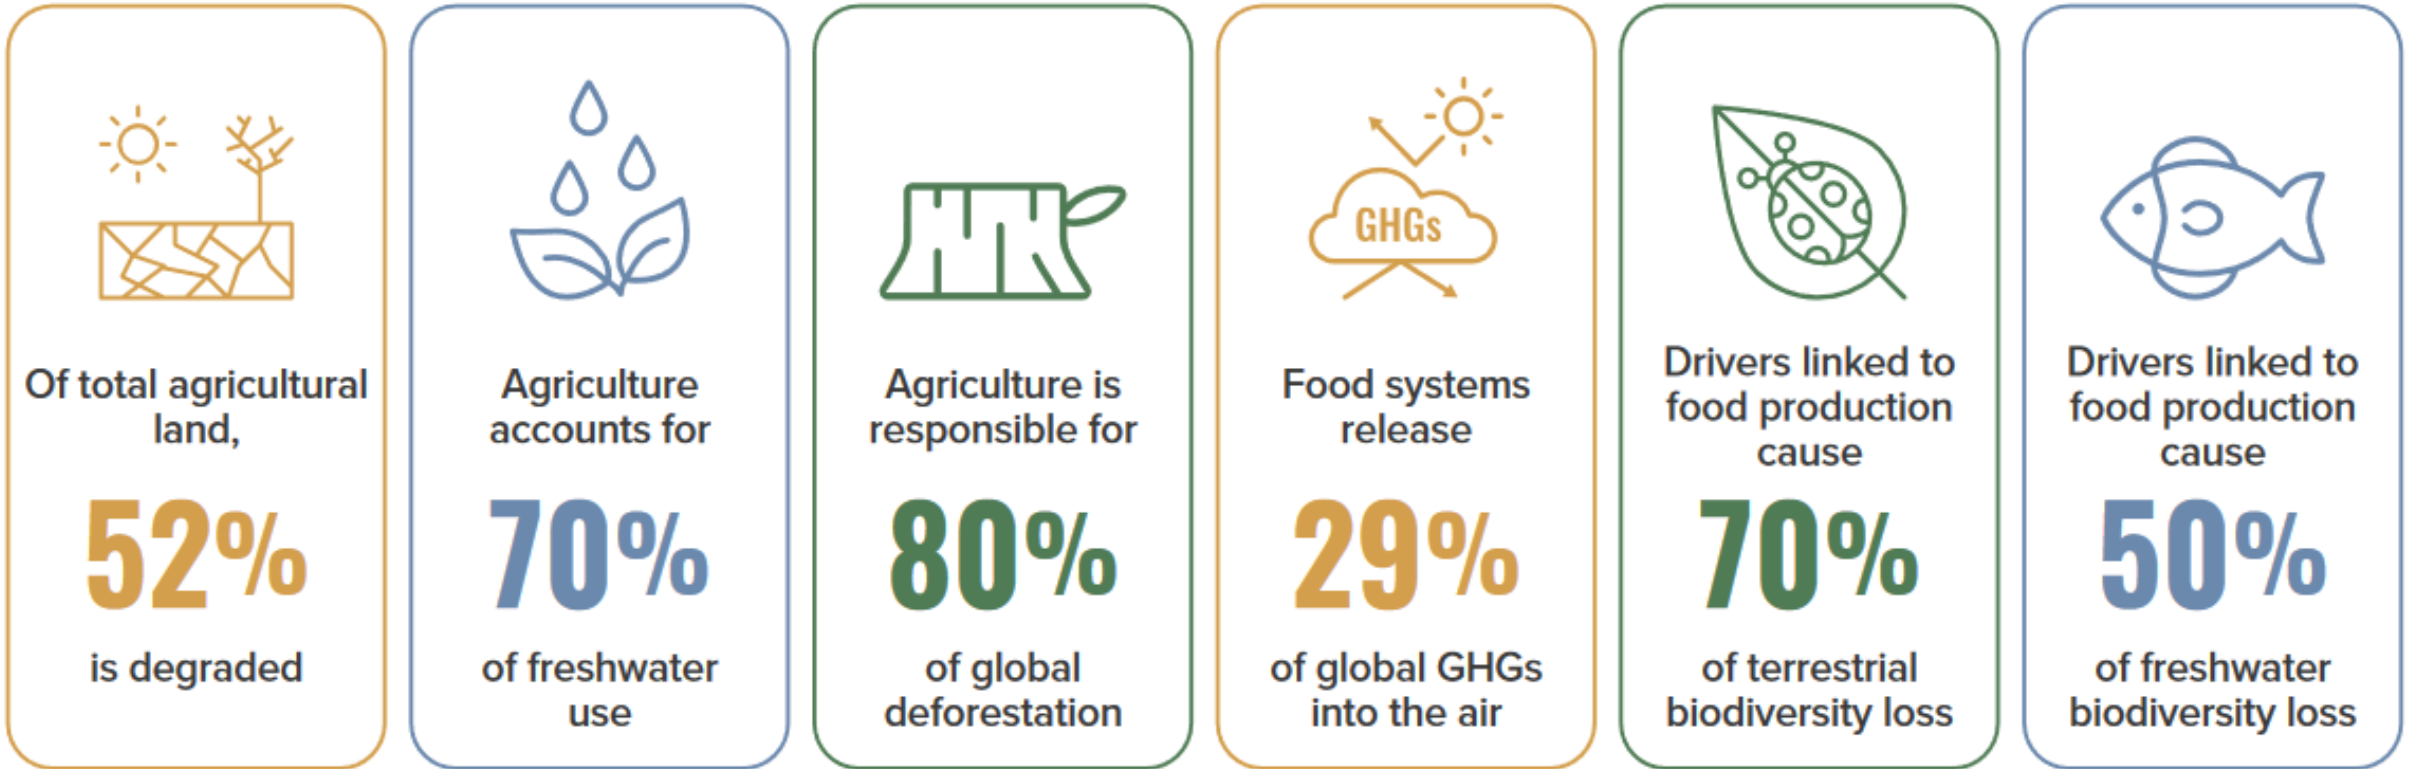 Of total agricultural
land,
52%
is degraded
Agriculture
accounts for
70%
of freshwater
use
Agriculture is
responsible for
80%
of global
deforestation
GHGs
Food systems
release
29%
of global GHGs
into the air
Drivers linked to
food production
cause
70%
of terrestrial
biodiversity loss
Drivers linked to
food production
cause
50%
of freshwater
biodiversity loss